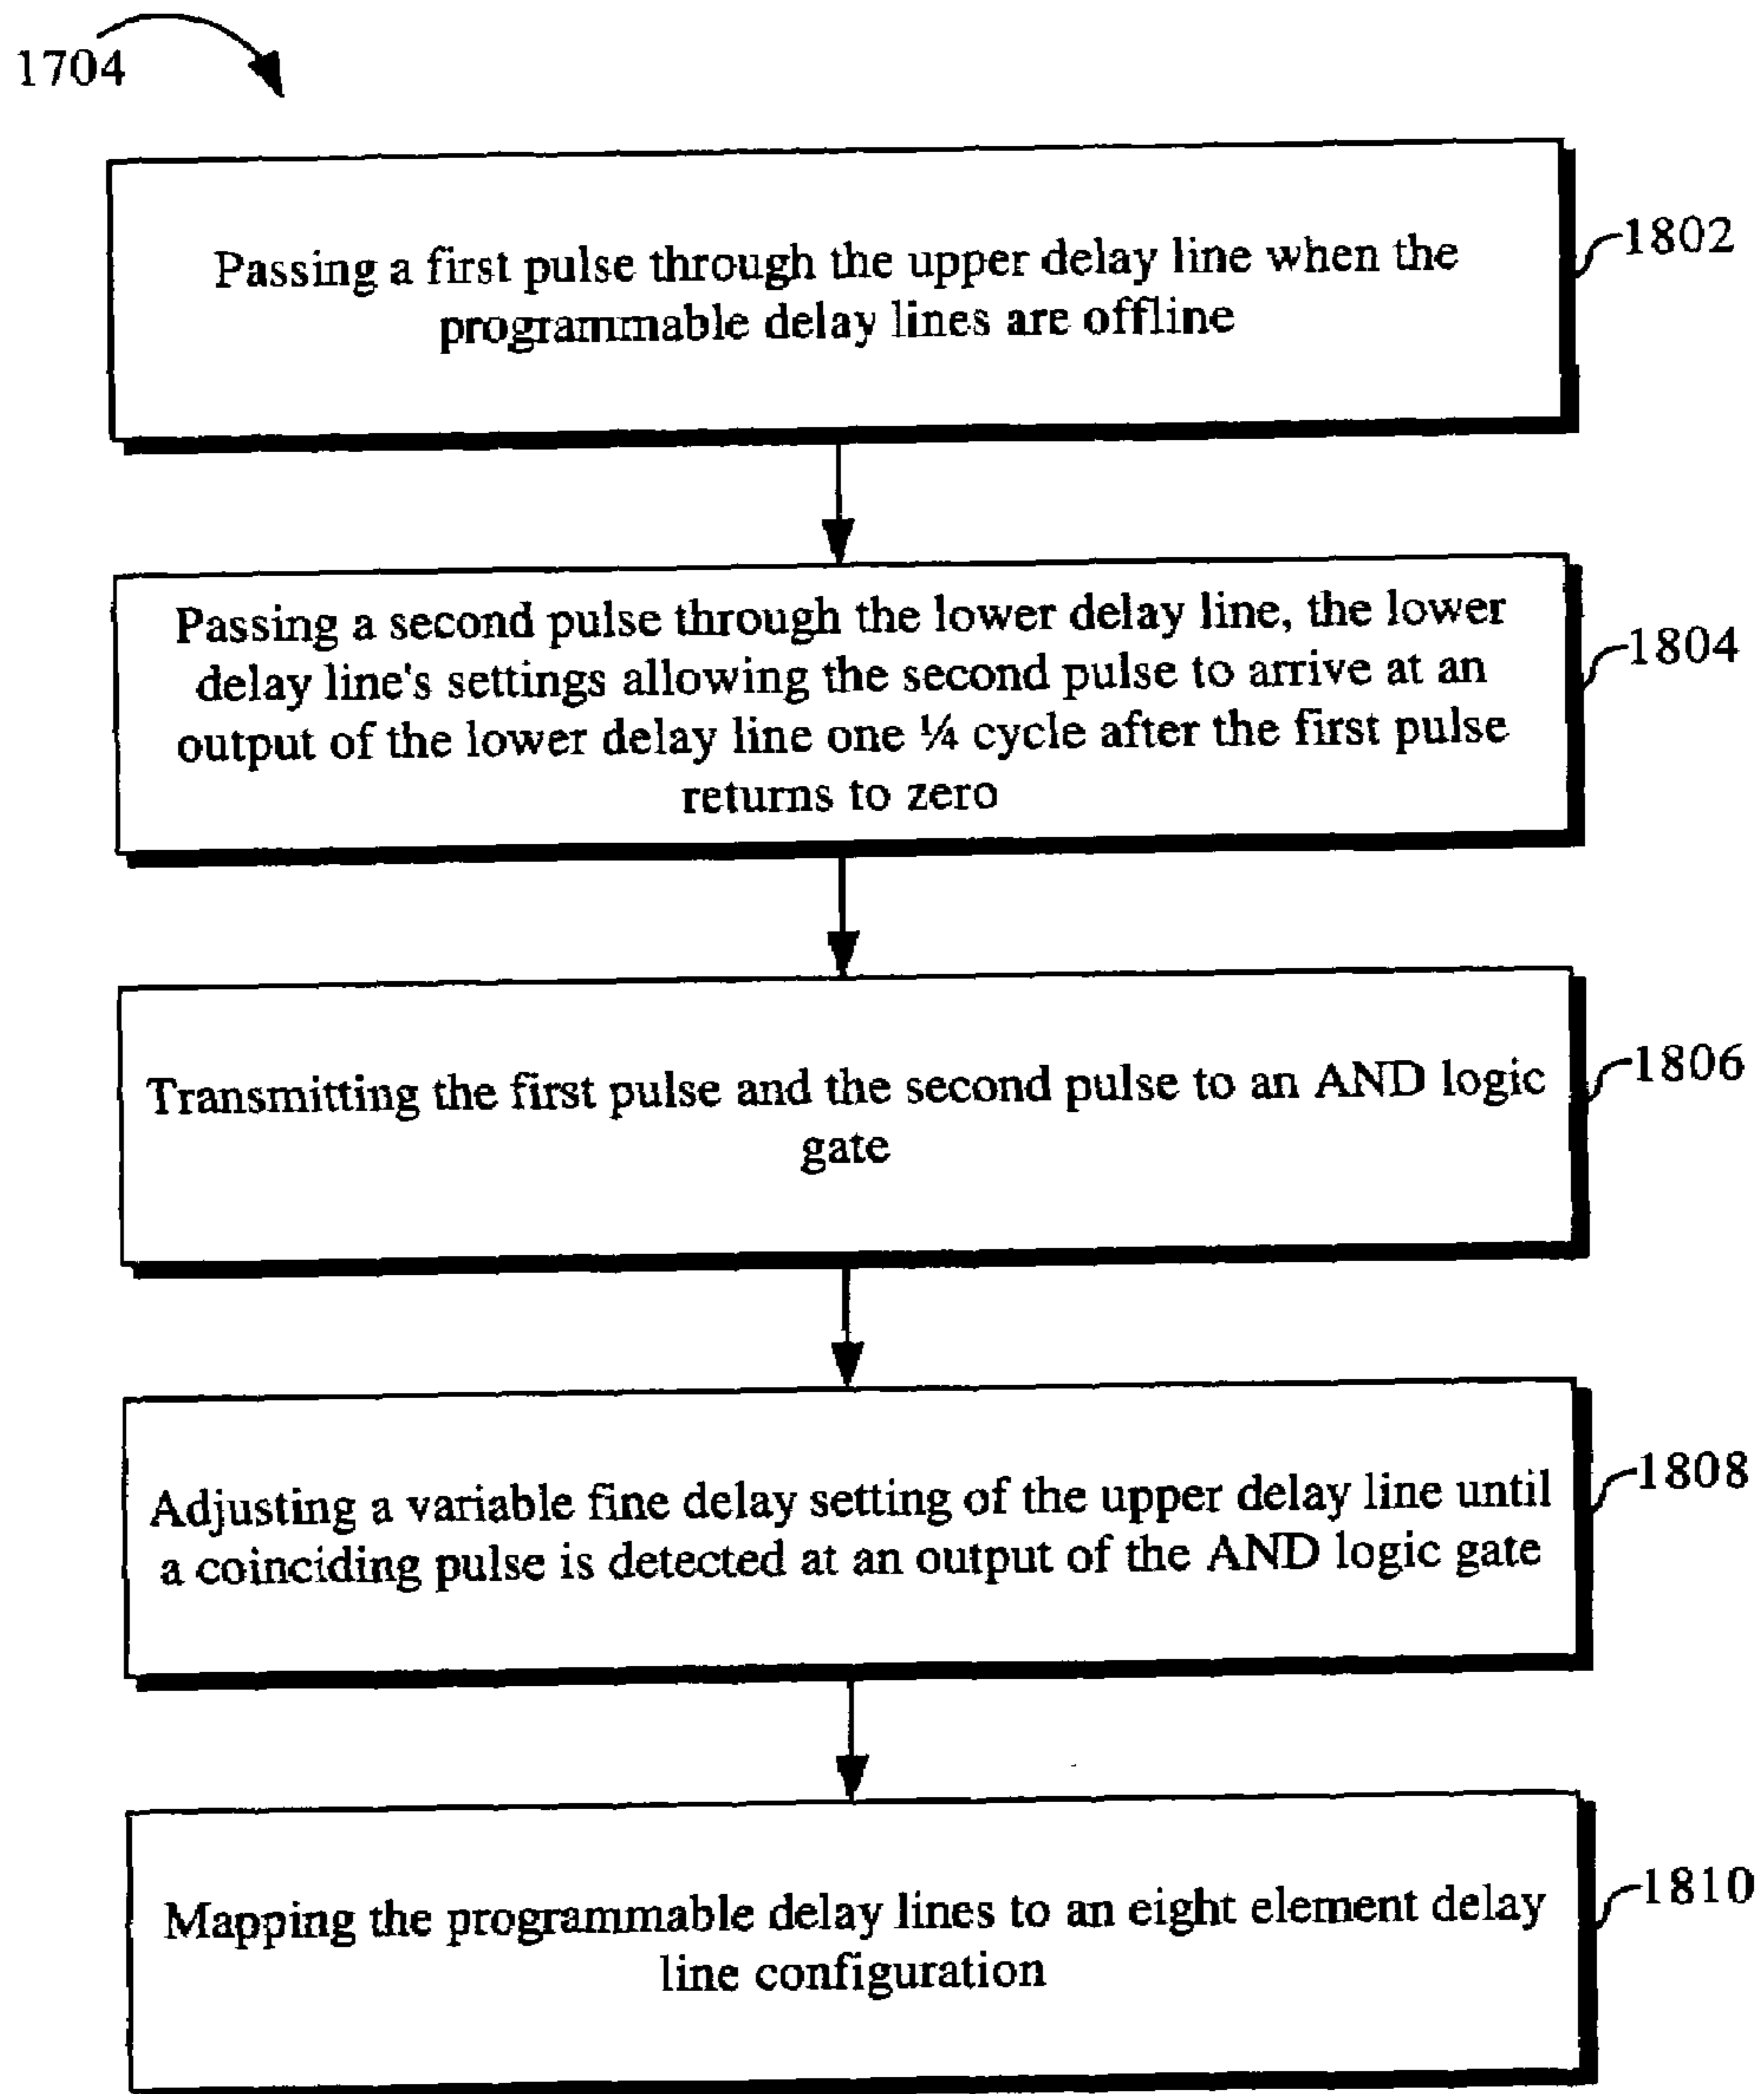 1704
Passing a first pulse through the upper delay line when the
programmable delay lines are offline
1802
Passing a second pulse through the lower delay line, the lower
delay line's settings allowing the second pulse to arrive at an
output of the lower delay line one ¼ cycle after the first pulse
returns to zero
1804
Transmitting the first pulse and the second pulse to an AND logic
gate
1806
Adjusting a variable fine delay setting of the upper delay line until
a coinciding pulse is detected at an output of the AND logic gate
1808
Mapping the programmable delay lines to an eight element delay
line configuration
1810